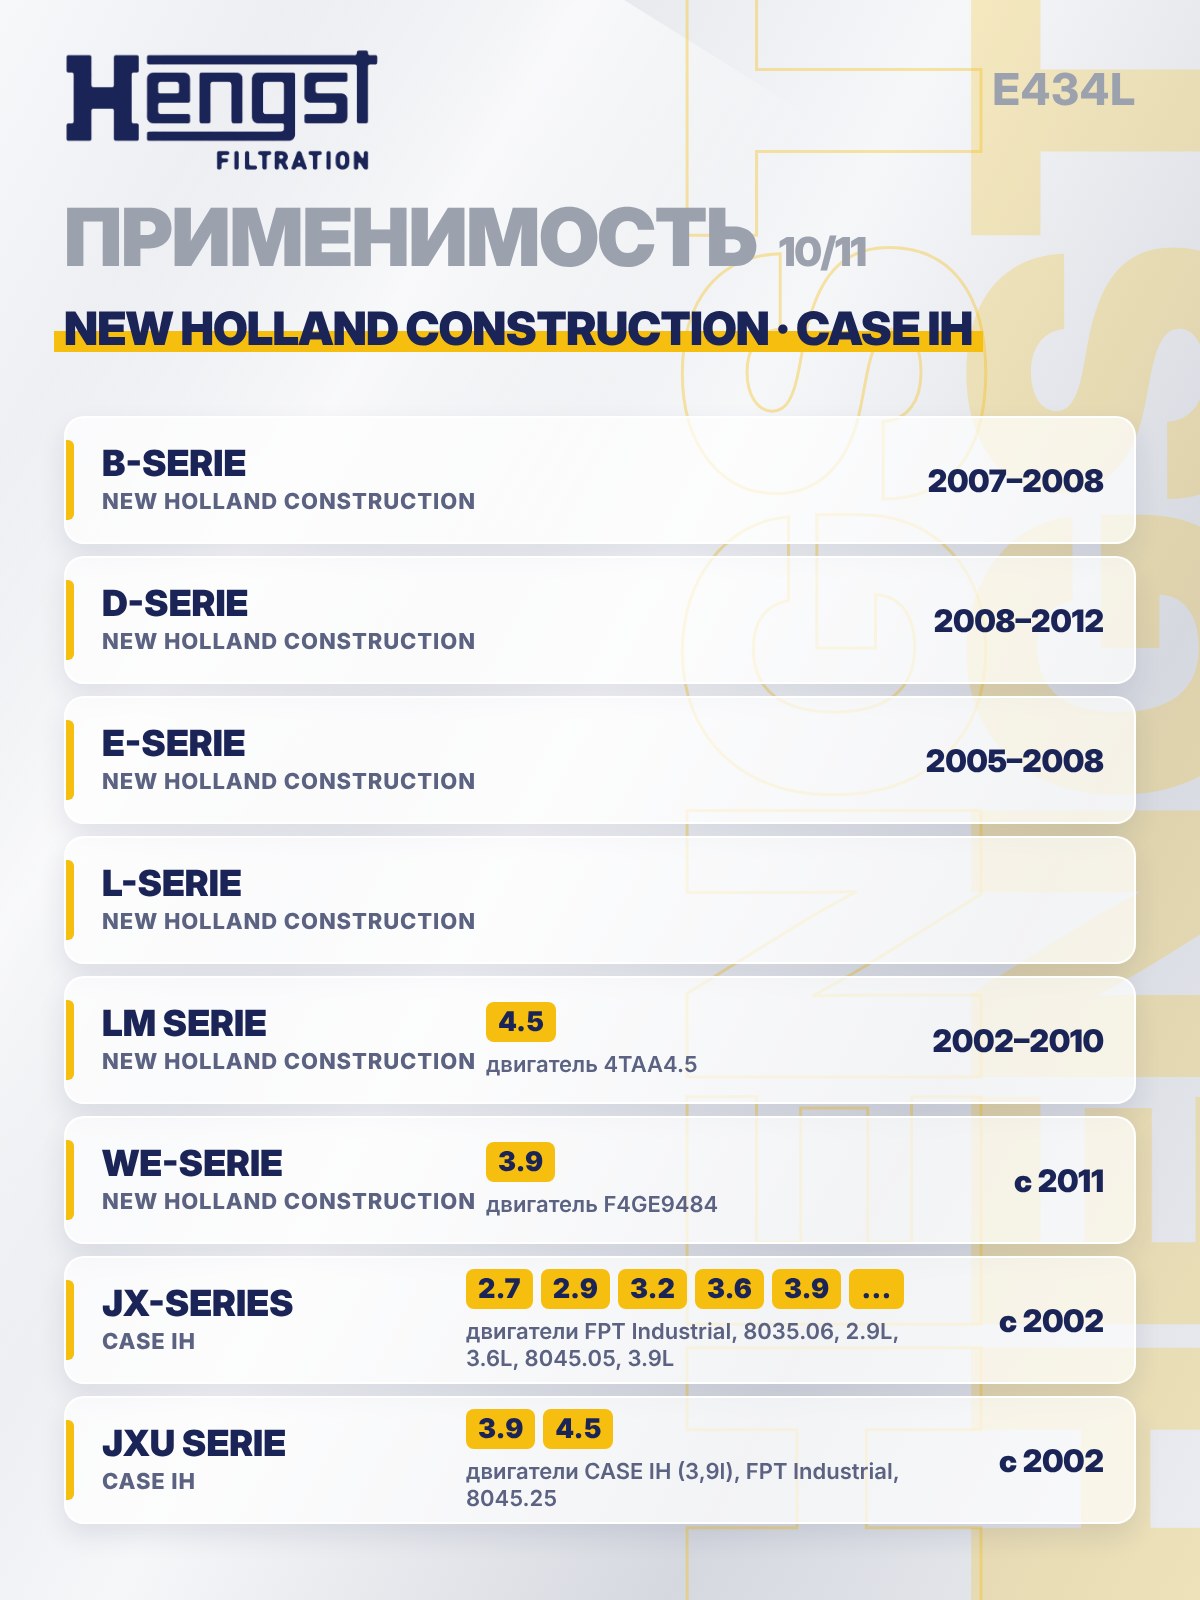 Hengst
FILTRATION
E434L
ПРИМЕНИМОСТЬ 10/11
NEW HOLLAND CONSTRUCTION · CASE IH
B-SERIE
NEW HOLLAND CONSTRUCTION
2007–2008
D-SERIE
NEW HOLLAND CONSTRUCTION
2008–2012
E-SERIE
NEW HOLLAND CONSTRUCTION
2005–2008
L-SERIE
NEW HOLLAND CONSTRUCTION
LM SERIE
NEW HOLLAND CONSTRUCTION
4.5
двигатель 4TAA4.5
2002–2010
WE-SERIE
NEW HOLLAND CONSTRUCTION
3.9
двигатель F4GE9484
с 2011
JX-SERIES
CASE IH
2.7 2.9 3.2 3.6 3.9 ...
двигатели FPT Industrial, 8035.06, 2.9L,
3.6L, 8045.05, 3.9L
с 2002
JXU SERIE
CASE IH
3.9 4.5
двигатели CASE IH (3,9l), FPT Industrial,
8045.25
с 2002
HENGST
HENGST